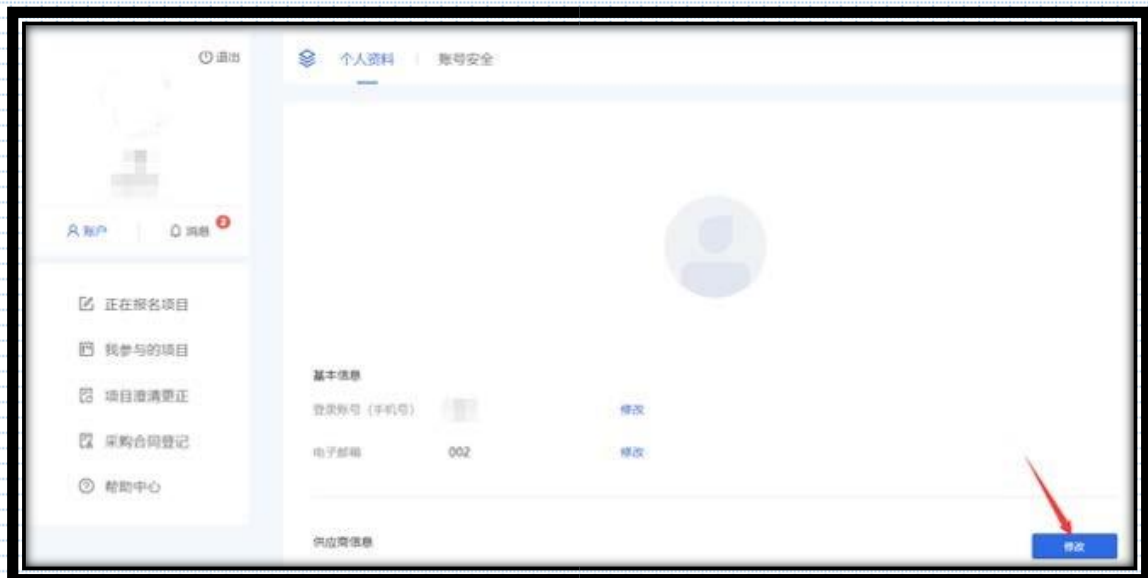 退出
个人资料
账号安全
账户
消息
正在报名项目
我参与的项目
项目澄清更正
采购合同登记
帮助中心
基本信息
登录账号（手机号） 修改
电子邮箱 002 修改
供应商信息
修改